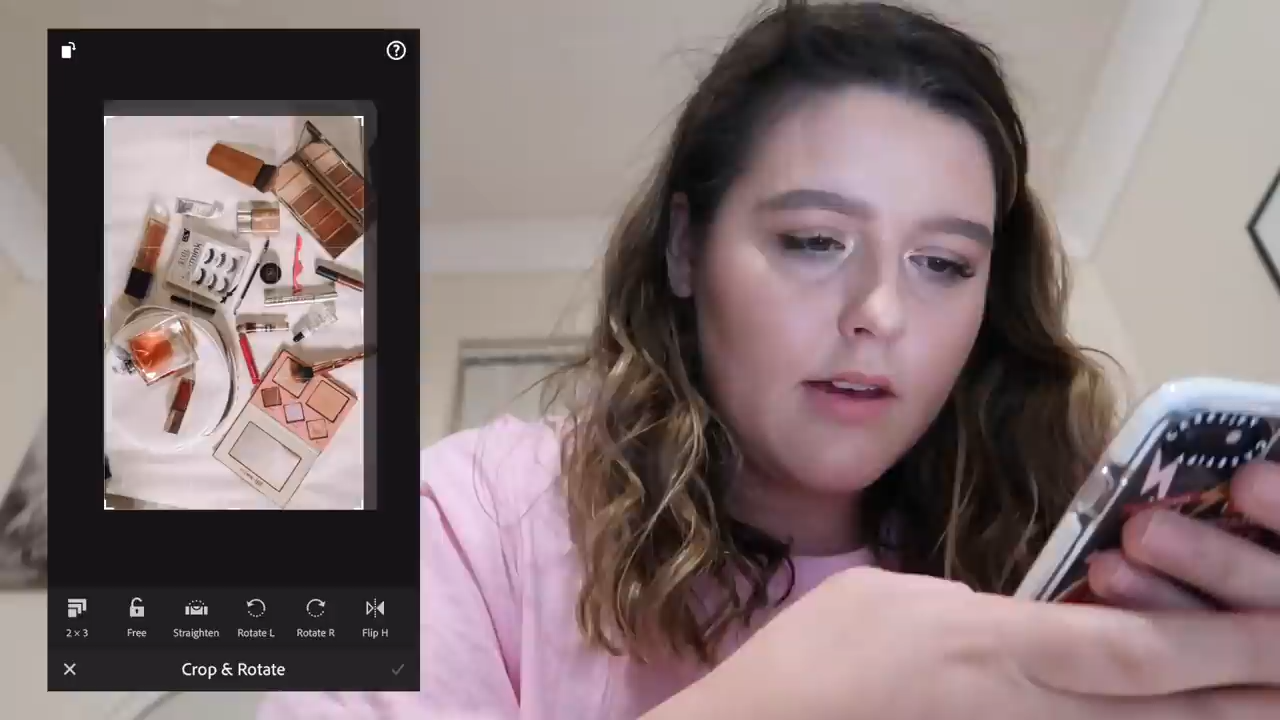 2 × 3
Free
Straighten
Rotate L
Rotate R
Flip H
Crop & Rotate